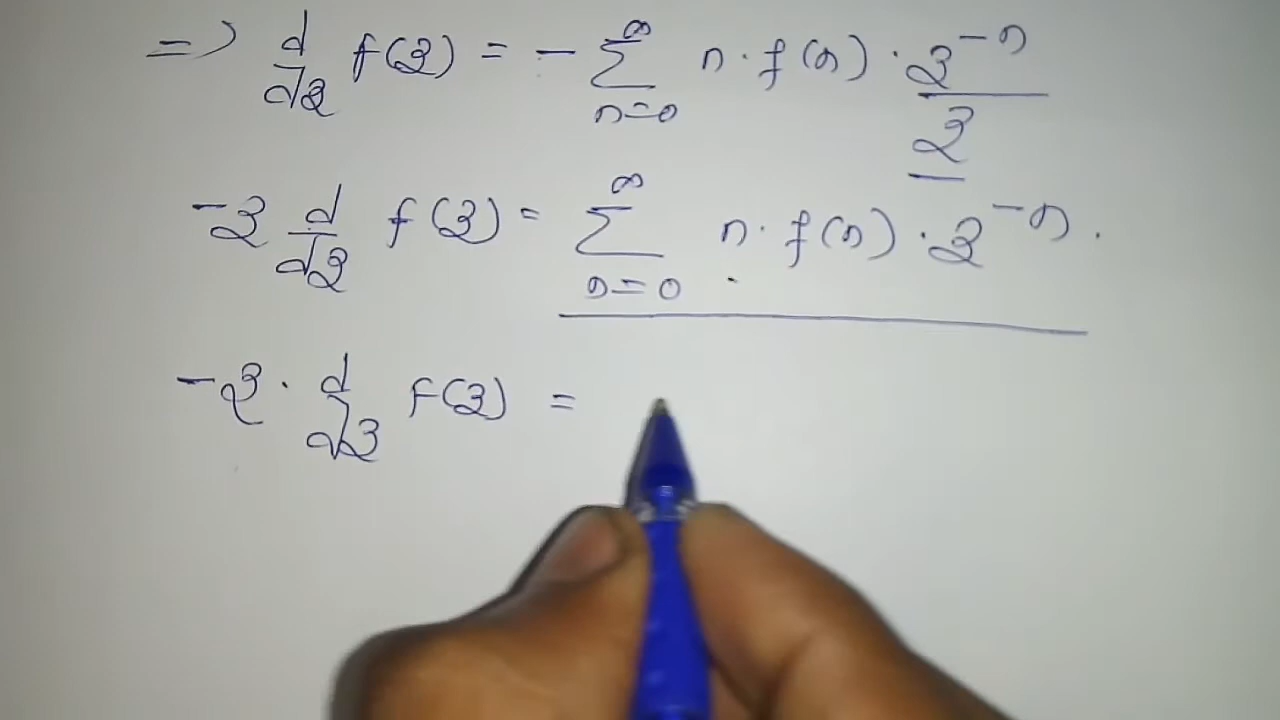 => d/dz f(z) = - ∑_{n=0}^{∞} n · f(n) · z^{-n}/z
-z d/dz f(z) = ∑_{n=0}^{∞} n · f(n) · z^{-n}.
-z · d/dz F(z) =